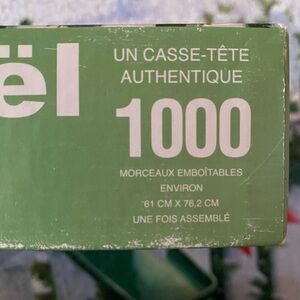 ël
UN CASSE-TÊTE
AUTHENTIQUE
1000
MORCEAUX EMBOÎTABLES
ENVIRON
61 CM X 76,2 CM
UNE FOIS ASSEMBLÉ